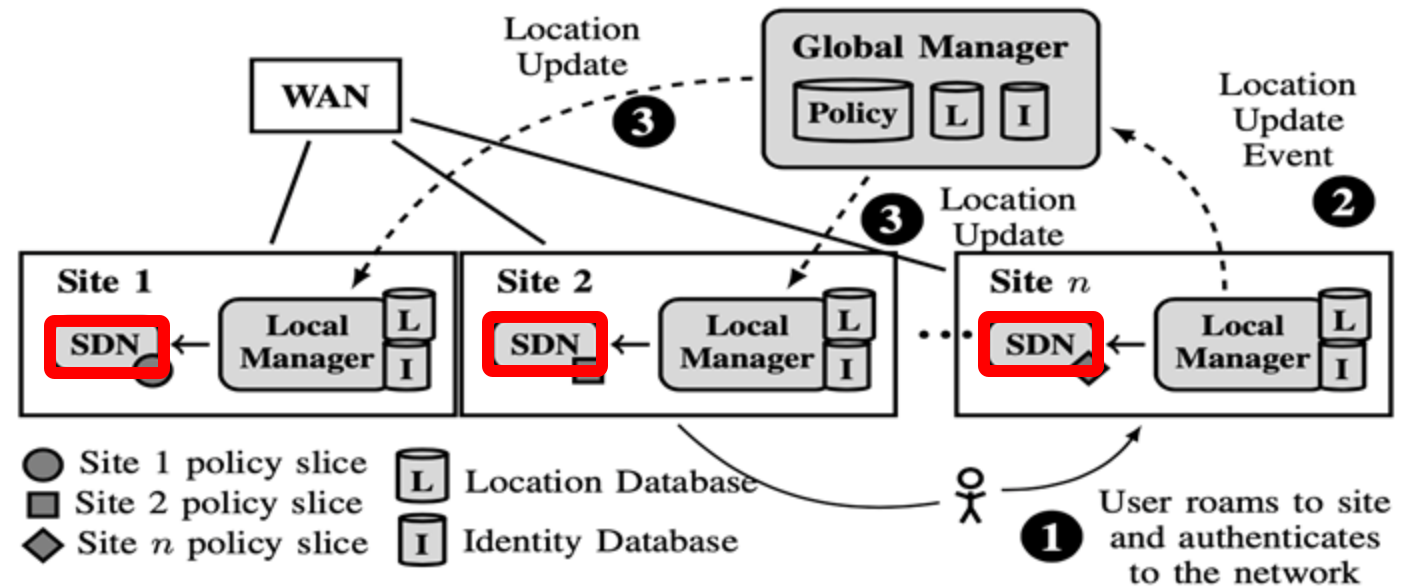 Location
Update
Global Manager
Policy
L
I
WAN
3
Location
Update
Event
2
3
Location
Update
Site 1
SDN
Local
Manager
L
I
Site 2
SDN
Local
Manager
L
I
Site n
SDN
Local
Manager
L
I
Site 1 policy slice
Site 2 policy slice
Site n policy slice
L
Location Database
I
Identity Database
1
User roams to site
and authenticates
to the network